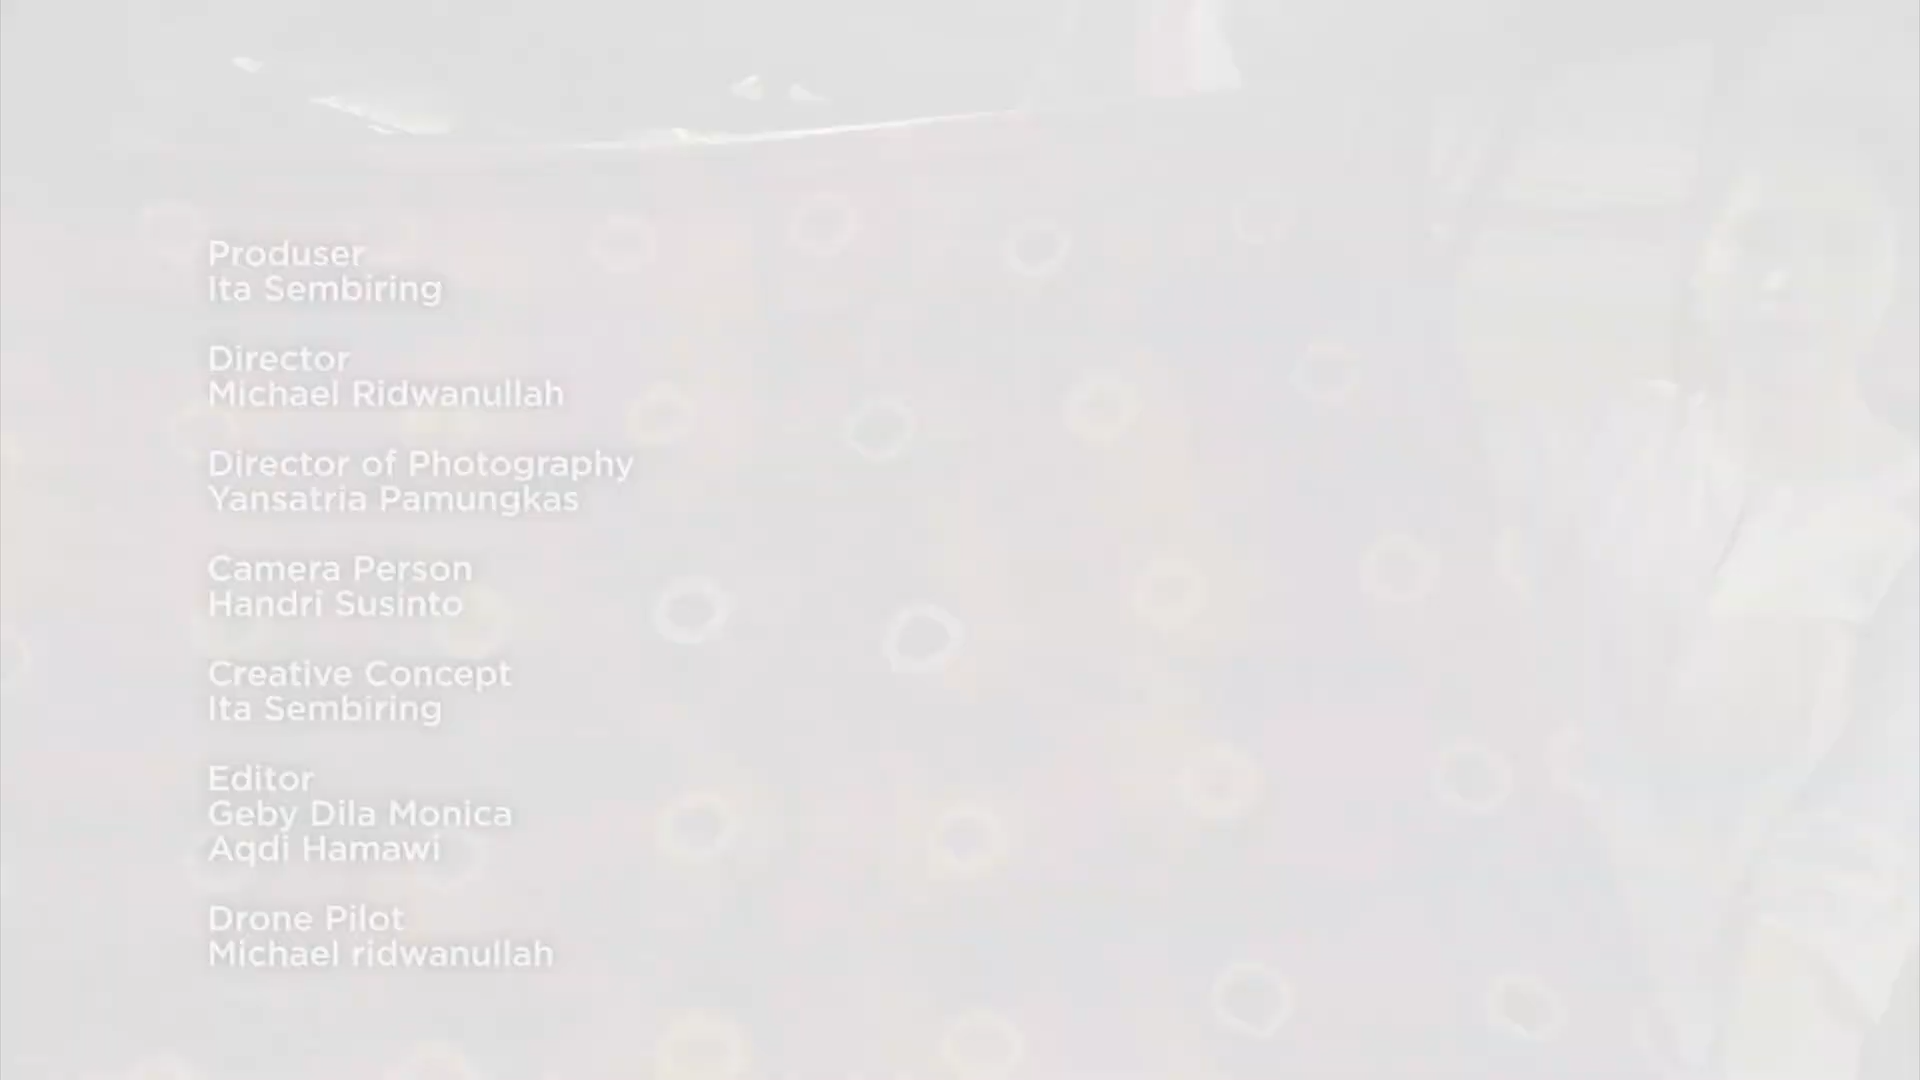 Produser
Ita Sembiring
Director
Michael Ridwanullah
Director of Photography
Yansatria Pamungkas
Camera Person
Handri Susinto
Creative Concept
Ita Sembiring
Editor
Geby Dila Monica
Aqdi Hamawi
Drone Pilot
Michael ridwanullah